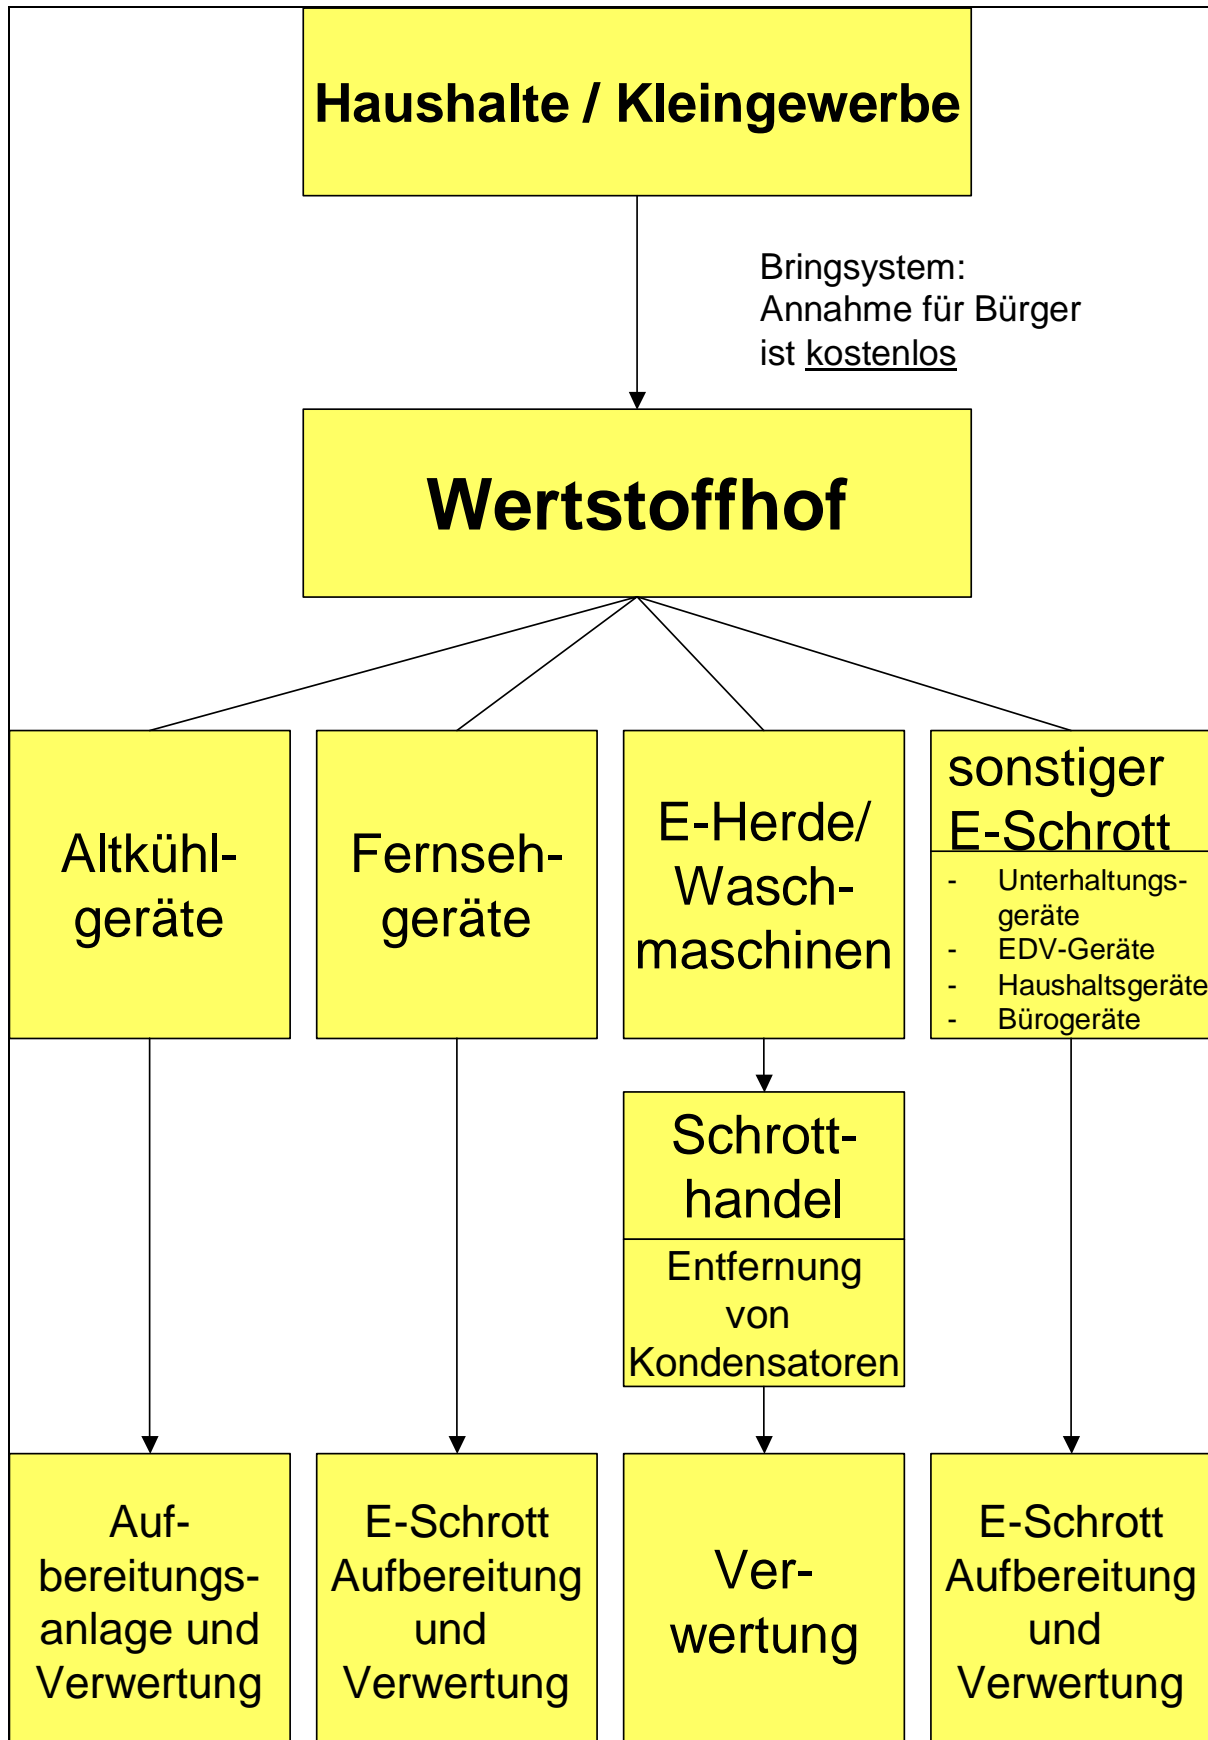 Haushalte / Kleingewerbe
Bringsystem:
Annahme für Bürger
ist kostenlos
Wertstoffhof
Altkühl-
geräte
Fernseh-
geräte
E-Herde/
Wasch-
maschinen
sonstiger
E-Schrott
- Unterhaltungs-
geräte
- EDV-Geräte
- Haushaltsgeräte
- Bürogeräte
Schrott-
handel
Entfernung
von
Kondensatoren
Auf-
bereitungs-
anlage und
Verwertung
E-Schrott
Aufbereitung
und
Verwertung
Ver-
wertung
E-Schrott
Aufbereitung
und
Verwertung